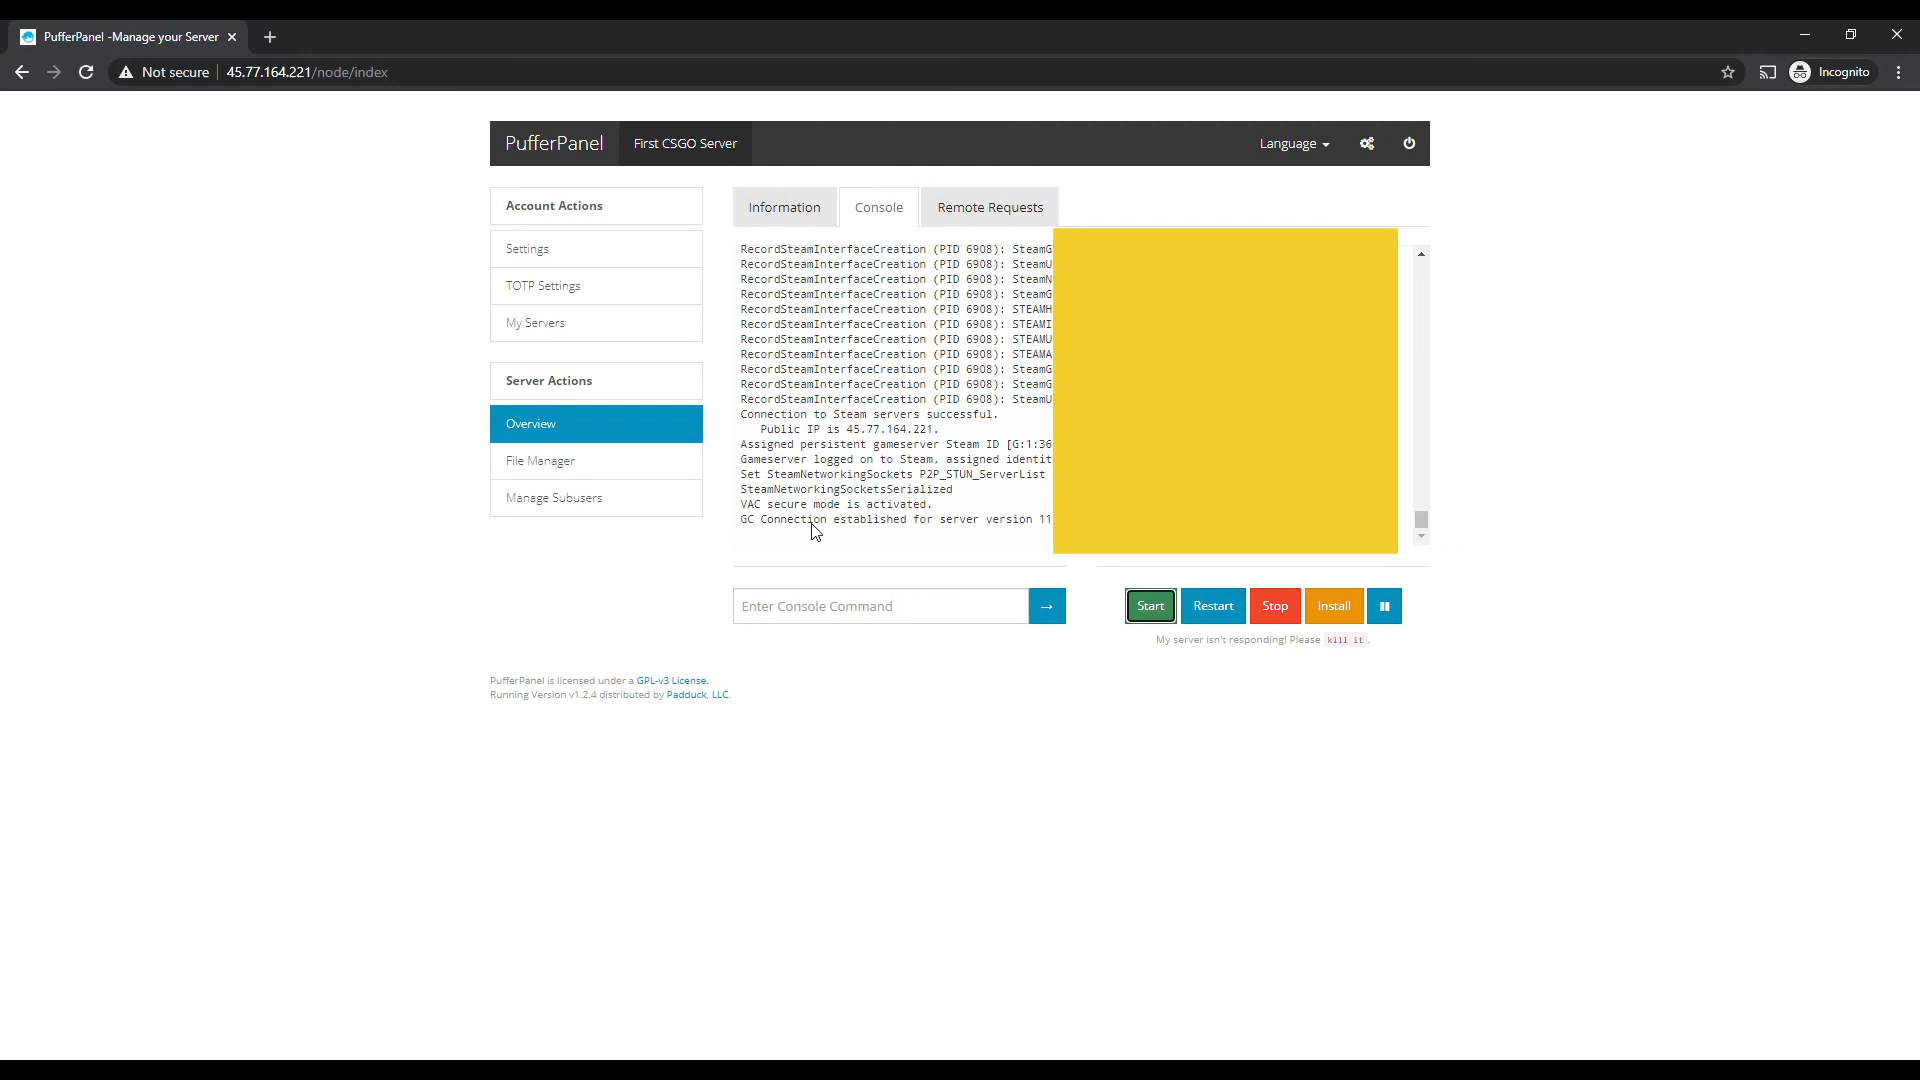 PufferPanel -Manage your Server
Not secure
45.77.164.221/node/index
Incognito
PufferPanel
First CSGO Server
Language
Account Actions
Settings
TOTP Settings
My Servers
Server Actions
Overview
File Manager
Manage Subusers
Information
Console
Remote Requests
RecordSteamInterfaceCreation (PID 6908): SteamG
RecordSteamInterfaceCreation (PID 6908): SteamU
RecordSteamInterfaceCreation (PID 6908): SteamN
RecordSteamInterfaceCreation (PID 6908): SteamG
RecordSteamInterfaceCreation (PID 6908): STEAMH
RecordSteamInterfaceCreation (PID 6908): STEAMI
RecordSteamInterfaceCreation (PID 6908): STEAMU
RecordSteamInterfaceCreation (PID 6908): STEAMA
RecordSteamInterfaceCreation (PID 6908): SteamG
RecordSteamInterfaceCreation (PID 6908): SteamG
RecordSteamInterfaceCreation (PID 6908): SteamU
Connection to Steam servers successful.
Public IP is 45.77.164.221.
Assigned persistent gameserver Steam ID [G:1:36
Gameserver logged on to Steam, assigned identit
Set SteamNetworkingSockets P2P_STUN_ServerList
SteamNetworkingSocketsSerialized
VAC secure mode is activated.
GC Connection established for server version 11
Enter Console Command
→
Start
Restart
Stop
Install
My server isn't responding! Please kill it.
PufferPanel is licensed under a GPL-v3 License.
Running Version v1.2.4 distributed by Padduck, LLC.